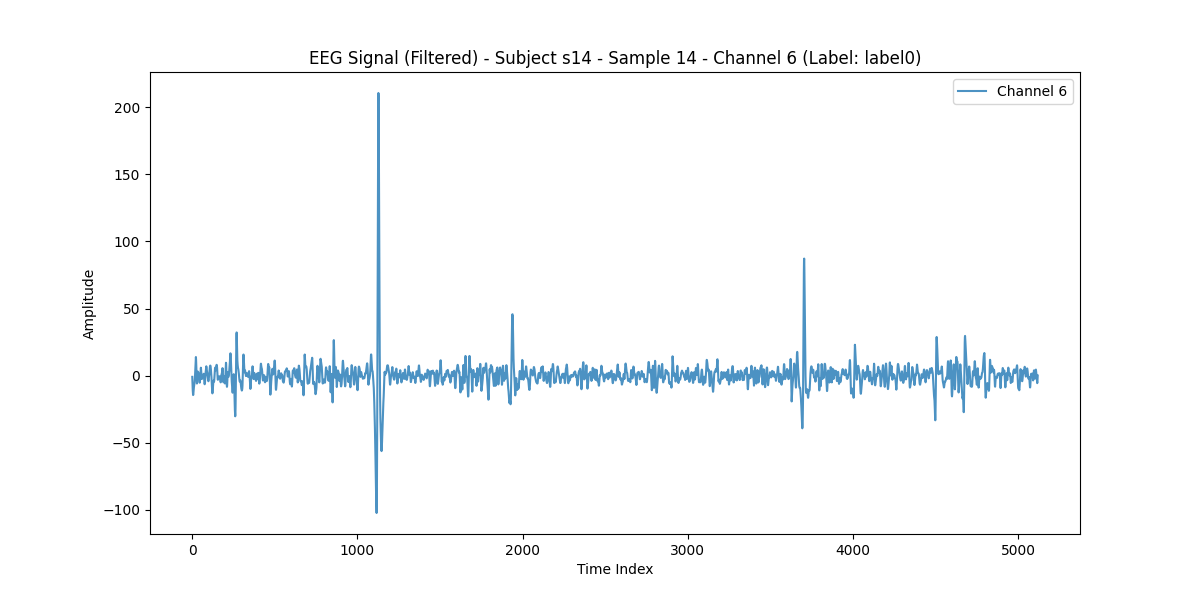 EEG Signal (Filtered) - Subject s14 - Sample 14 - Channel 6 (Label: label0)
Channel 6
200
150
100
50
0
−50
−100
Amplitude
0 1000 2000 3000 4000 5000
Time Index